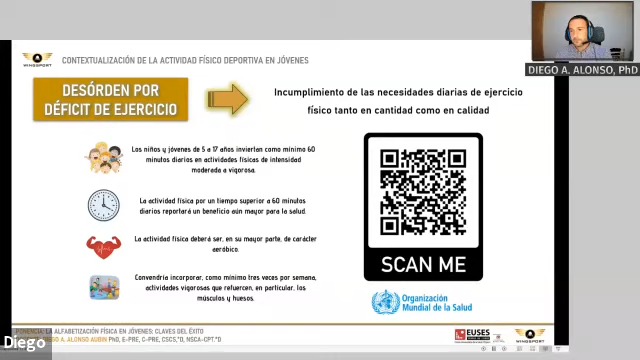 WINGSPORT
CONTEXTUALIZACIÓN DE LA ACTIVIDAD FÍSICO DEPORTIVA EN JÓVENES
DIEGO A. ALONSO, PhD
DESÓRDEN POR
DÉFICIT DE EJERCICIO
Incumplimiento de las necesidades diarias de ejercicio
físico tanto en cantidad como en calidad
Los niños y jóvenes de 5 a 17 años inviertan como mínimo 60
minutos diarios en actividades físicas de intensidad
moderada a vigorosa.
La actividad física por un tiempo superior a 60 minutos
diarios reportará un beneficio aún mayor para la salud.
La actividad física deberá ser, en su mayor parte, de carácter
aeróbico.
Convendría incorporar, como mínimo tres veces por semana,
actividades vigorosas que refuercen, en particular, los
músculos y huesos.
SCAN ME
Organización
Mundial de la Salud
PONENCIA: LA ALFABETIZACIÓN FÍSICA EN JÓVENES: CLAVES DEL ÉXITO
DIEGO A. ALONSO AUBIN PhD, E-PRE, C-PRE, CSCS,*D, NSCA-CPT,*D
EUSES
WINGSPORT
Diego